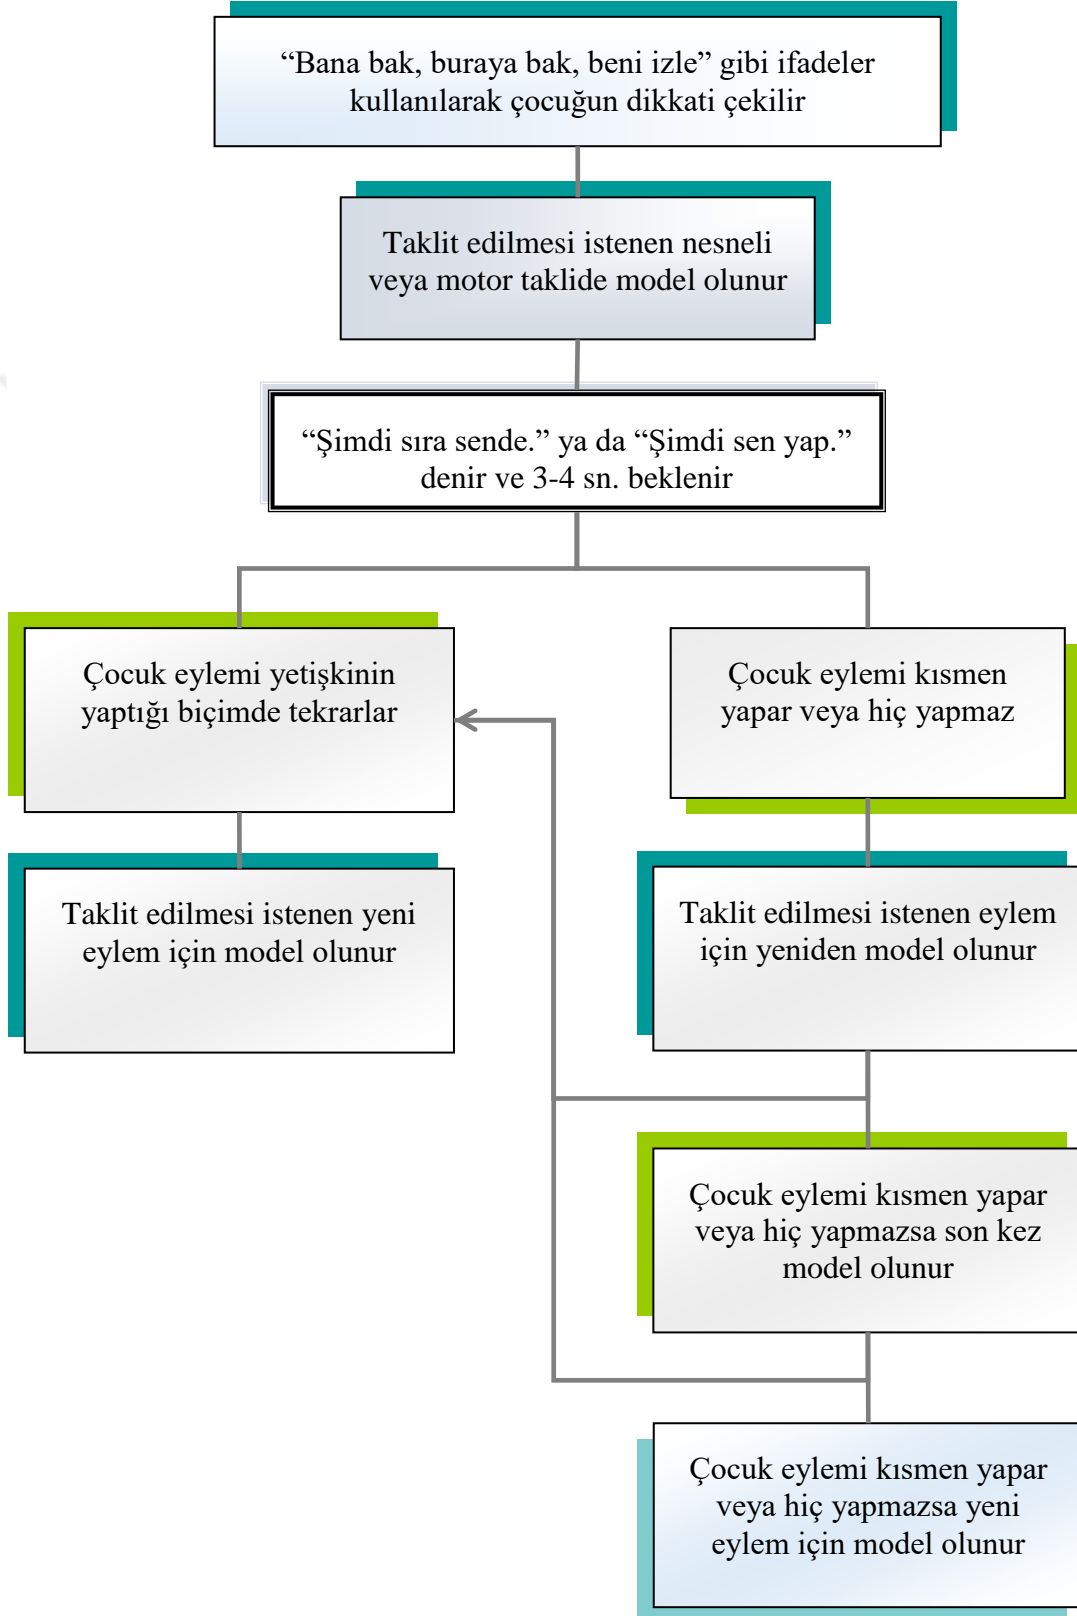 “Bana bak, buraya bak, beni izle” gibi ifadeler
kullanılarak çocuğun dikkati çekilir
Taklit edilmesi istenen nesneli
veya motor taklide model olunur
“Şimdi sıra sende.” ya da “Şimdi sen yap.”
denir ve 3-4 sn. beklenir
Çocuk eylemi yetişkinin
yaptığı biçimde tekrarlar
Çocuk eylemi kısmen
yapar veya hiç yapmaz
Taklit edilmesi istenen yeni
eylem için model olunur
Taklit edilmesi istenen eylem
için yeniden model olunur
Çocuk eylemi kısmen yapar
veya hiç yapmazsa son kez
model olunur
Çocuk eylemi kısmen yapar
veya hiç yapmazsa yeni
eylem için model olunur